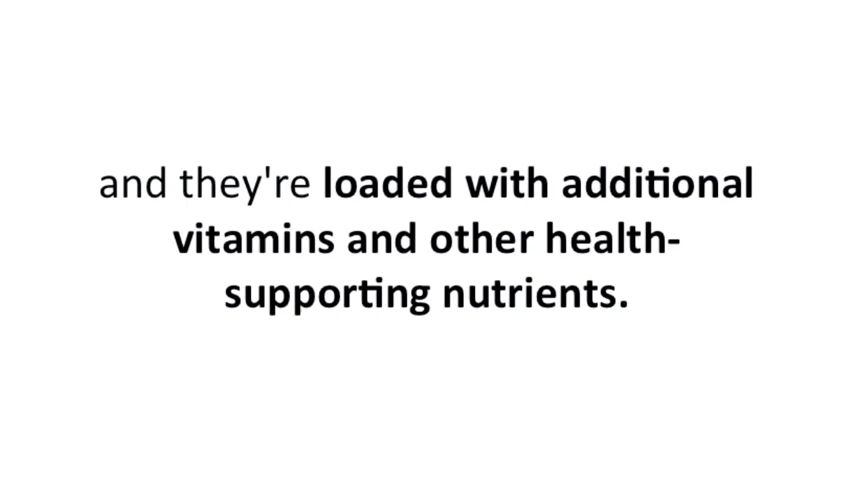 and they're loaded with additional
vitamins and other health-
supporting nutrients.